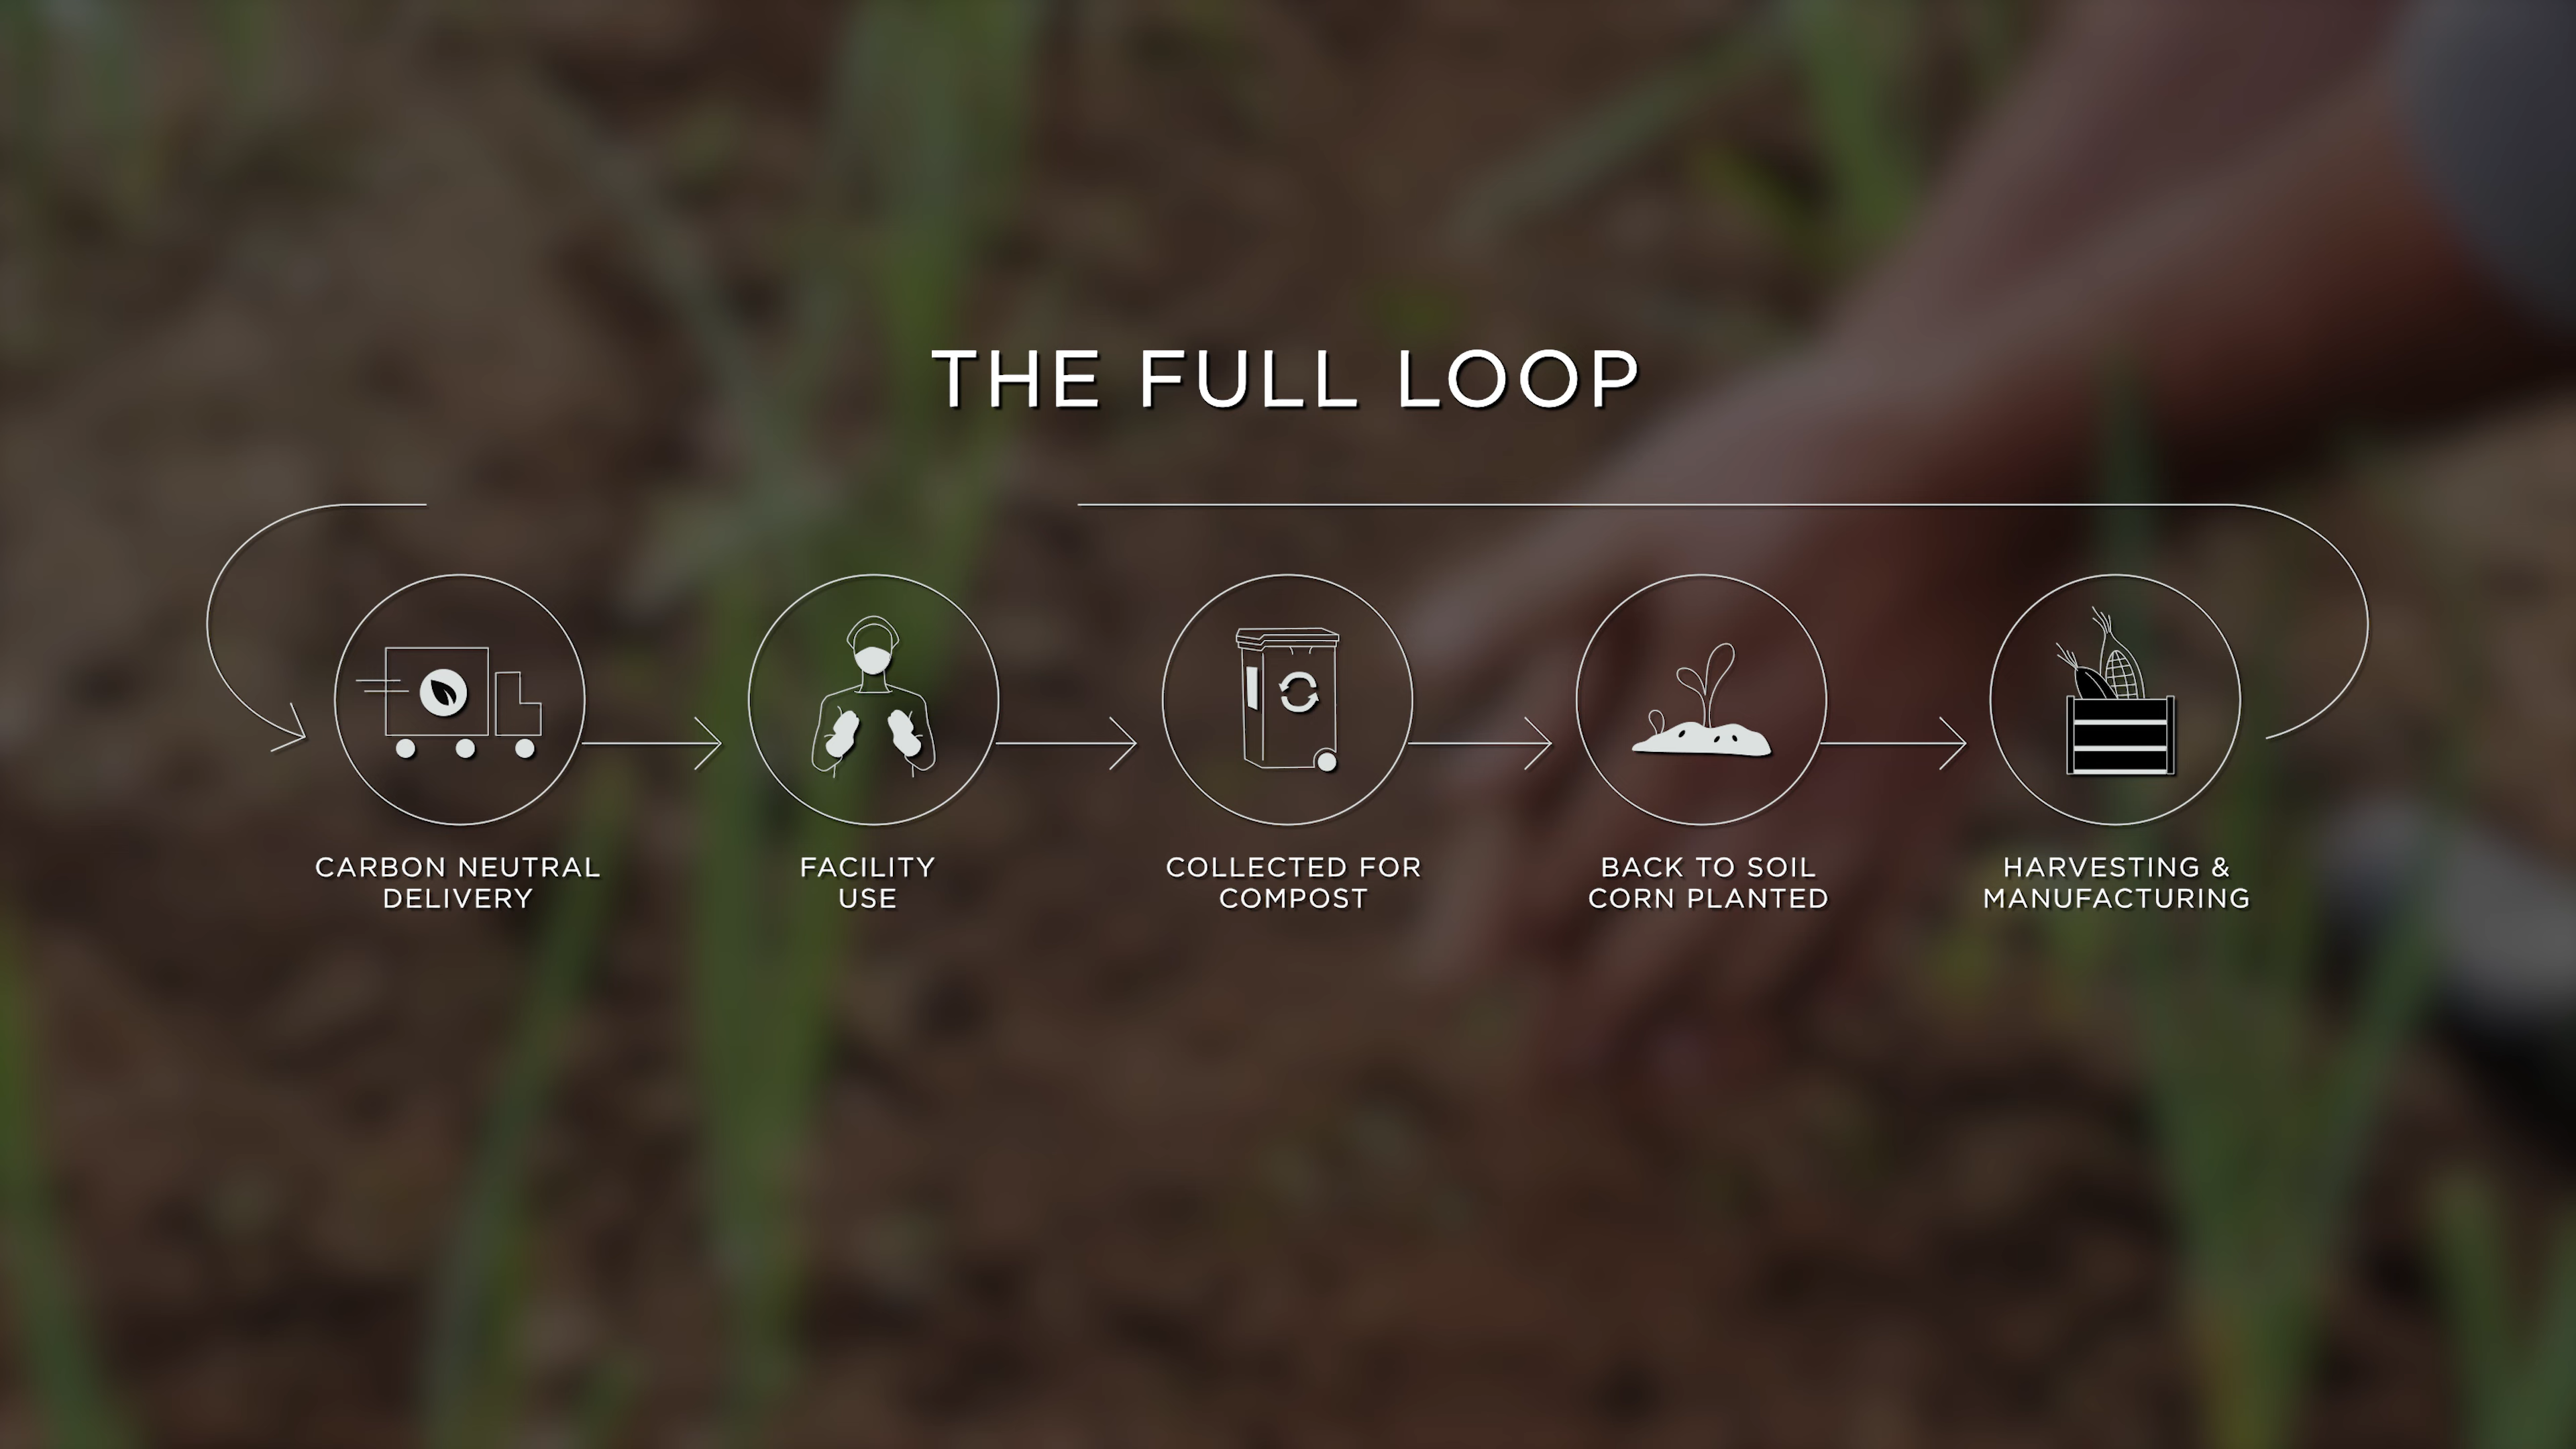 THE FULL LOOP
CARBON NEUTRAL
DELIVERY
FACILITY
USE
COLLECTED FOR
COMPOST
BACK TO SOIL
CORN PLANTED
HARVESTING &
MANUFACTURING